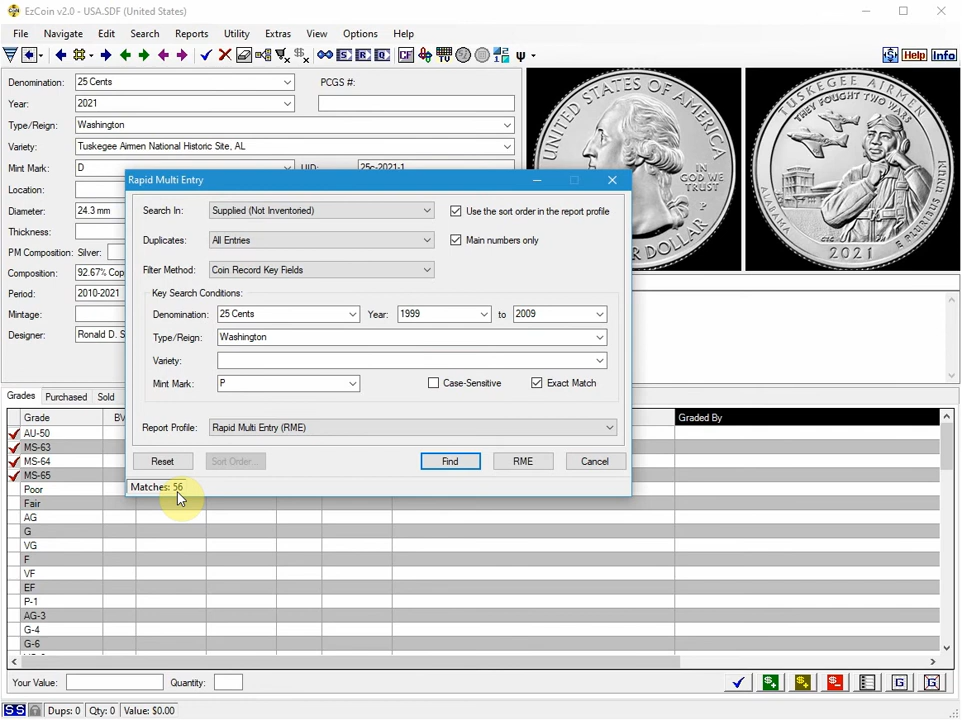 EzCoin v2.0 - USA.SDF (United States)
File Navigate Edit Search Reports Utility Extras View Options Help
Help Info
Denomination: 25 Cents PCGS #:
Year: 2021
Type/Reign: Washington
Variety: Tuskegee Airmen National Historic Site, AL
Mint Mark: D UID: 25c-2021-1
Location:
Diameter: 24.3 mm
Thickness:
PM Composition: Silver:
Composition: 92.67% Cop
Period: 2010-2021
Mintage:
Designer: Ronald D. S
UNITED STATES OF AMERICA
IN GOD WE TRUST
P
DOLLAR
TUSKEGEE AIRMEN
THEY FOUGHT TWO WARS
ALABAMA
2021
E PLURIBUS
Rapid Multi Entry
Search In: Supplied (Not Inventoried) Use the sort order in the report profile
Duplicates: All Entries Main numbers only
Filter Method: Coin Record Key Fields
Key Search Conditions:
Denomination: 25 Cents Year: 1999 to 2009
Type/Reign: Washington
Variety:
Mint Mark: P Case-Sensitive Exact Match
Report Profile: Rapid Multi Entry (RME)
Reset Sort Order... Find RME Cancel
Matches: 56
Grades Purchased Sold
Grade BV Graded By
AU-50
MS-63
MS-64
MS-65
Poor
Fair
AG
G
VG
F
VF
EF
P-1
AG-3
G-4
G-6
Your Value: Quantity:
SS Dups: 0 Qty: 0 Value: $0.00